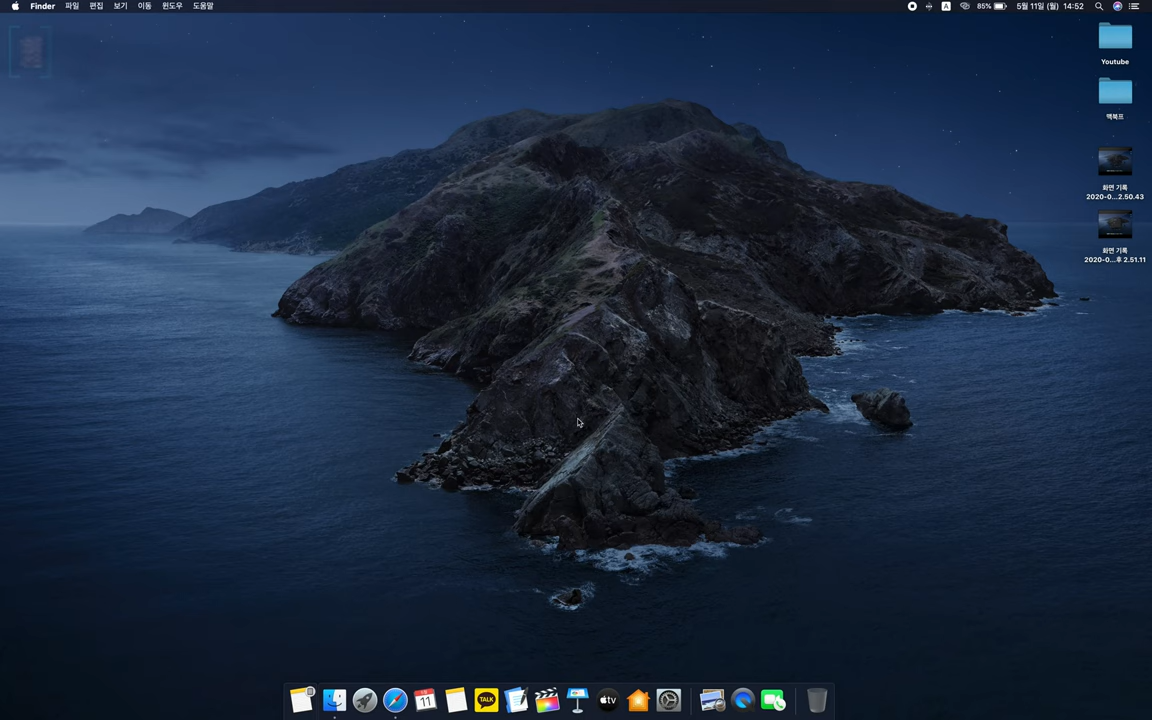 Finder 파일 편집 보기 이동 윈도우 도움말
A 85% 5월 11일 (월) 14:52
Youtube
맥북프
화면 기록
2020-0...2.50.43
화면 기록
2020-0...후 2.51.11
11
TALK
tv